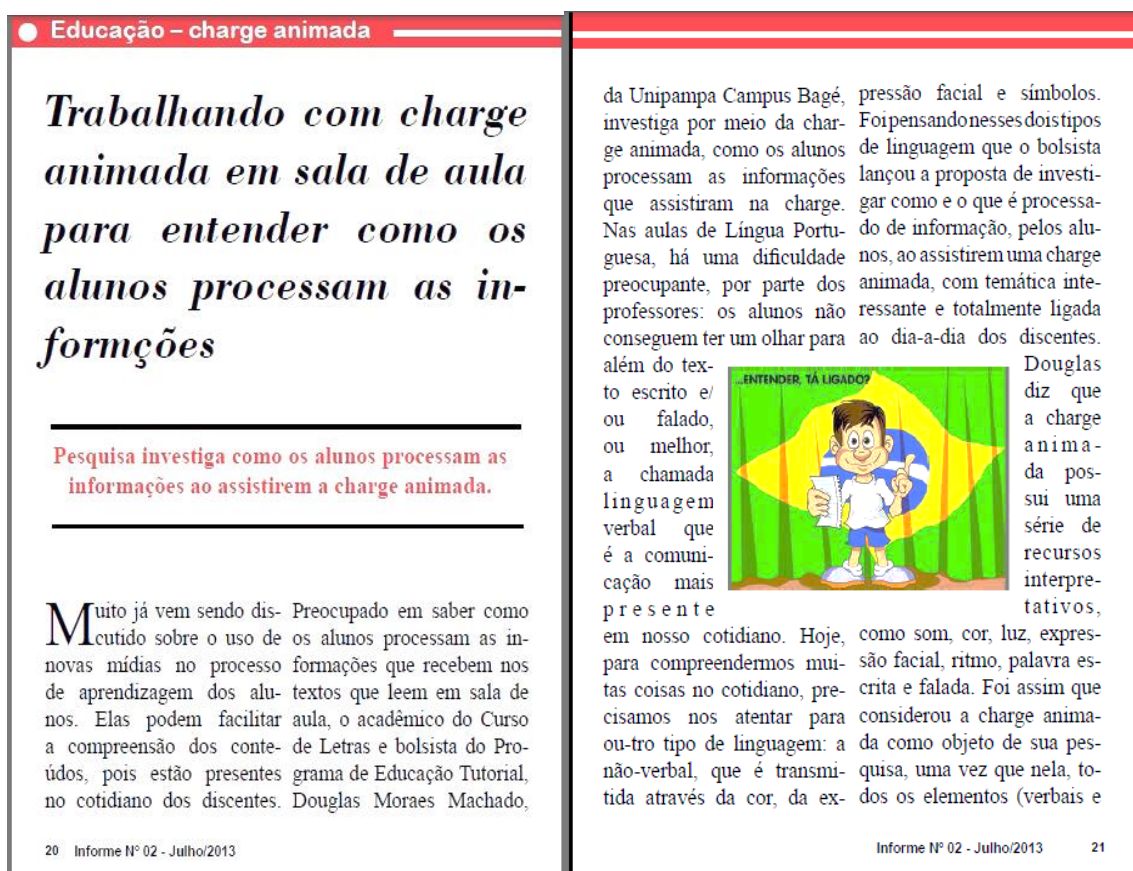 Educação – charge animada
Trabalhando com charge
animada em sala de aula
para entender como os
alunos processam as in-
formções
Pesquisa investiga como os alunos processam as
informações ao assistirem a charge animada.
Muito já vem sendo dis-
cutido sobre o uso de
novas mídias no processo
de aprendizagem dos alu-
nos. Elas podem facilitar
a compreensão dos conte-
údos, pois estão presentes
no cotidiano dos discentes.
Preocupado em saber como
os alunos processam as in-
formações que recebem nos
textos que leem em sala de
aula, o acadêmico do Curso
de Letras e bolsista do Pro-
grama de Educação Tutorial,
Douglas Moraes Machado,
20 Informe Nº 02 - Julho/2013
da Unipampa Campus Bagé,
investiga por meio da char-
ge animada, como os alunos
processam as informações
que assistiram na charge.
Nas aulas de Língua Portu-
guesa, há uma dificuldade
preocupante, por parte dos
professores: os alunos não
conseguem ter um olhar para
além do tex-
to escrito e/
ou falado,
ou melhor,
a chamada
linguagem
verbal que
é a comuni-
cação mais
presente
em nosso cotidiano. Hoje,
para compreendermos mui-
tas coisas no cotidiano, pre-
cisamos nos atentar para
ou-tro tipo de linguagem: a
não-verbal, que é transmi-
tida através da cor, da ex-
...ENTENDER, TÁ LIGADO?
pressão facial e símbolos.
Foi pensando nesses dois tipos
de linguagem que o bolsista
lançou a proposta de investi-
gar como e o que é processa-
do de informação, pelos alu-
nos, ao assistirem uma charge
animada, com temática inte-
ressante e totalmente ligada
ao dia-a-dia dos discentes.
Douglas
diz que
a charge
anima-
da pos-
sui uma
série de
recursos
interpre-
tativos,
como som, cor, luz, expres-
são facial, ritmo, palavra es-
crita e falada. Foi assim que
considerou a charge anima-
da como objeto de sua pes-
quisa, uma vez que nela, to-
dos os elementos (verbais e
Informe Nº 02 - Julho/2013 21